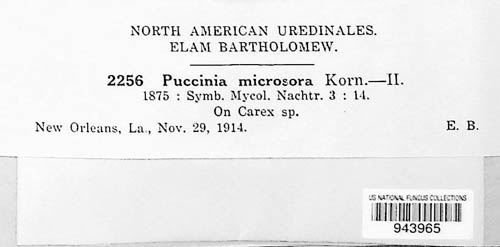 NORTH AMERICAN UREDINALES.
ELAM BARTHOLOMEW.
2256 Puccinia microsora Korn.—II.
1875 : Symb. Mycol. Nachtr. 3 : 14.
On Carex sp.
New Orleans, La., Nov. 29, 1914. E. B.
US NATIONAL FUNGUS COLLECTIONS
943965